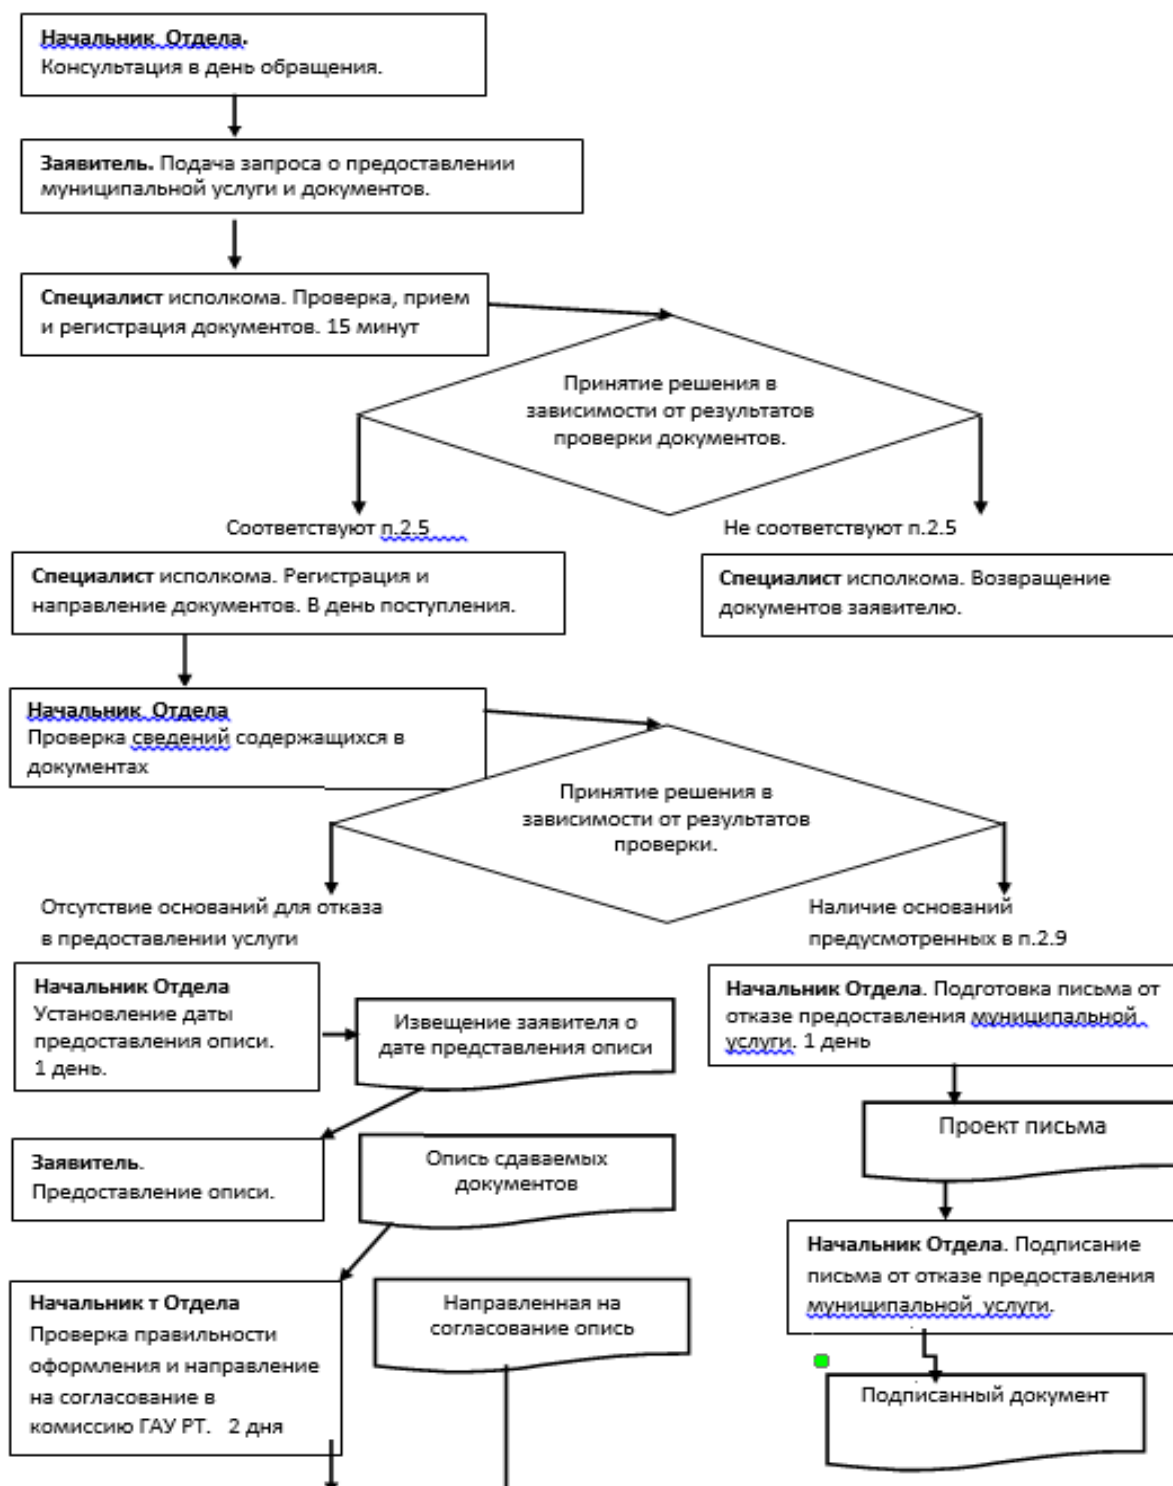 Начальник Отдела.
Консультация в день обращения.
Заявитель. Подача запроса о предоставлении
муниципальной услуги и документов.
Специалист исполкома. Проверка, прием
и регистрация документов. 15 минут
Принятие решения в
зависимости от результатов
проверки документов.
Соответствуют п.2.5
Не соответствуют п.2.5
Специалист исполкома. Регистрация и
направление документов. В день поступления.
Специалист исполкома. Возвращение
документов заявителю.
Начальник Отдела
Проверка сведений содержащихся в
документах
Принятие решения в
зависимости от результатов
проверки.
Отсутствие оснований для отказа
в предоставлении услуги
Наличие оснований
предусмотренных в п.2.9
Начальник Отдела
Установление даты
предоставления описи.
1 день.
Извещение заявителя о
дате представления описи
Начальник Отдела. Подготовка письма от
отказе предоставления муниципальной
услуги. 1 день
Проект письма
Заявитель.
Предоставление описи.
Опись сдаваемых
документов
Начальник Отдела. Подписание
письма от отказе предоставления
муниципальной услуги.
Начальник т Отдела
Проверка правильности
оформления и направление
на согласование в
комиссию ГАУ РТ. 2 дня
Направленная на
согласование опись
Подписанный документ